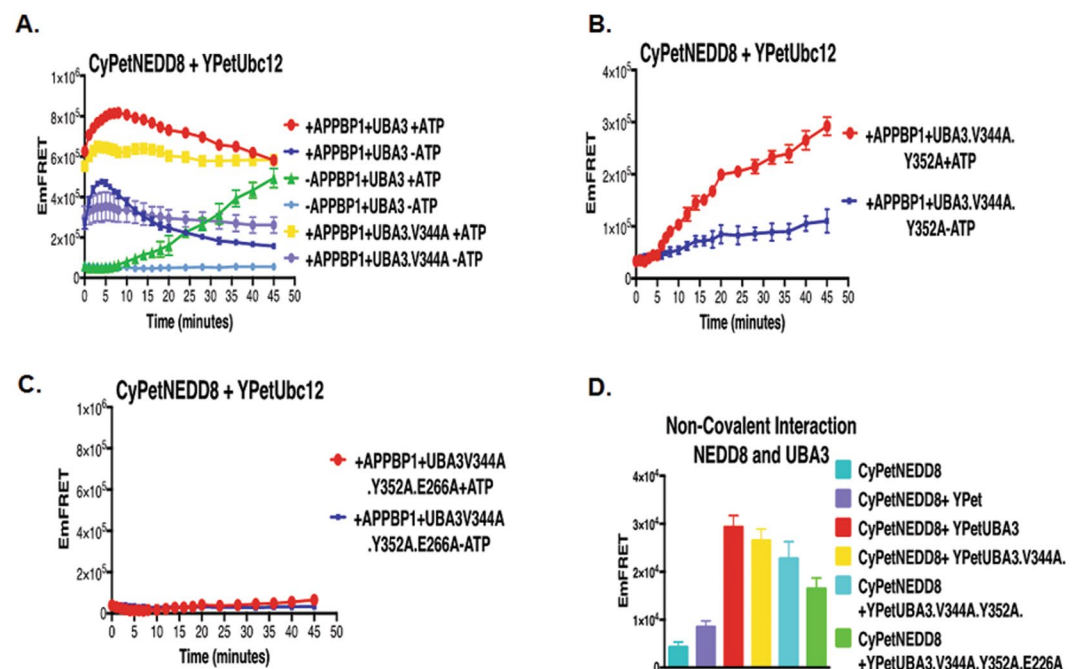 A.
CyPetNEDD8 + YPetUbc12
1x10⁶
8x10⁵
6x10⁵
4x10⁵
2x10⁵
0
EmFRET
0 5 10 15 20 25 30 35 40 45 50
Time (minutes)
+APPBP1+UBA3 +ATP
+APPBP1+UBA3 -ATP
-APPBP1+UBA3 +ATP
-APPBP1+UBA3 -ATP
+APPBP1+UBA3.V344A +ATP
+APPBP1+UBA3.V344A -ATP
B.
CyPetNEDD8 + YPetUbc12
4x10⁵
3x10⁵
2x10⁵
1x10⁵
0
EmFRET
0 5 10 15 20 25 30 35 40 45 50
Time (minutes)
+APPBP1+UBA3.V344A.
Y352A+ATP
+APPBP1+UBA3.V344A.
Y352A-ATP
C.
CyPetNEDD8 + YPetUbc12
1x10⁶
8x10⁵
6x10⁵
4x10⁵
2x10⁵
0
EmFRET
0 5 10 15 20 25 30 35 40 45 50
Time (minutes)
+APPBP1+UBA3V344A
.Y352A.E266A+ATP
+APPBP1+UBA3V344A
.Y352A.E266A-ATP
D.
Non-Covalent Interaction
NEDD8 and UBA3
4x10⁴
3x10⁴
2x10⁴
1x10⁴
EmFRET
CyPetNEDD8
CyPetNEDD8+ YPet
CyPetNEDD8+ YPetUBA3
CyPetNEDD8+ YPetUBA3.V344A.
CyPetNEDD8
+YPetUBA3.V344A.Y352A.
CyPetNEDD8
+YPetUBA3.V344A.Y352A.E226A